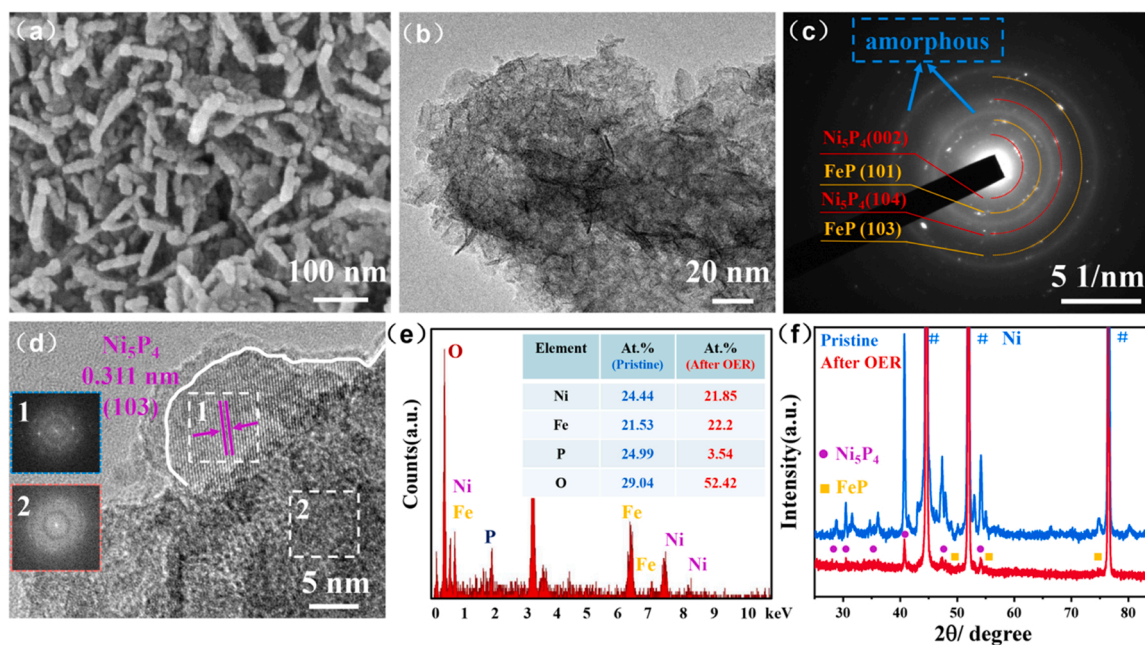 (a)
100 nm
(b)
20 nm
(c)
amorphous
Ni₅P₄(002)
FeP (101)
Ni₅P₄(104)
FeP (103)
5 1/nm
(d)
Ni₅P₄
0.311 nm
(103)
1
2
1
2
5 nm
(e)
O
Ni
Fe
P
Fe
Fe
Ni
Ni
Counts(a.u.)
0 1 2 3 4 5 6 7 8 9 10 keV
Element At.% At.%
(Pristine) (After OER)
Ni 24.44 21.85
Fe 21.53 22.2
P 24.99 3.54
O 29.04 52.42
(f)
Pristine
After OER
# # Ni #
Ni₅P₄
FeP
Intensity(a.u.)
30 40 50 60 70 80
2θ/ degree